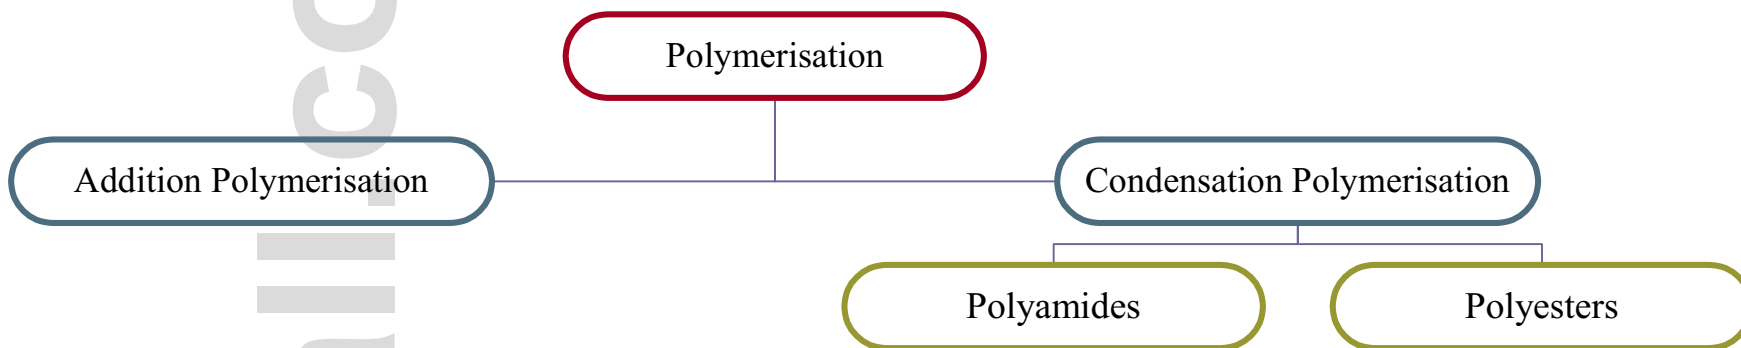 Polymerisation
Addition Polymerisation
Condensation Polymerisation
Polyamides
Polyesters